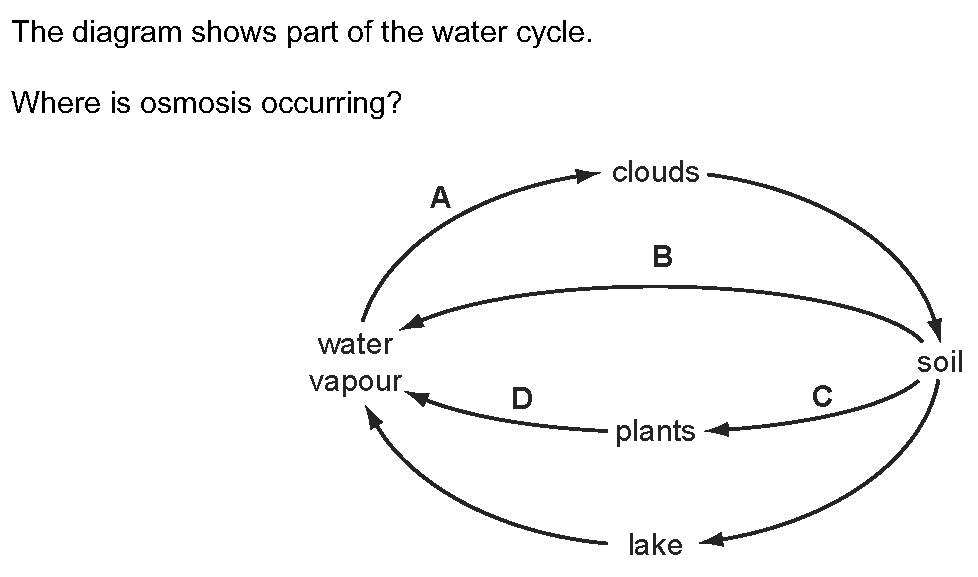 The diagram shows part of the water cycle.
Where is osmosis occurring?
clouds
A
B
water
vapour
soil
D
C
plants
lake